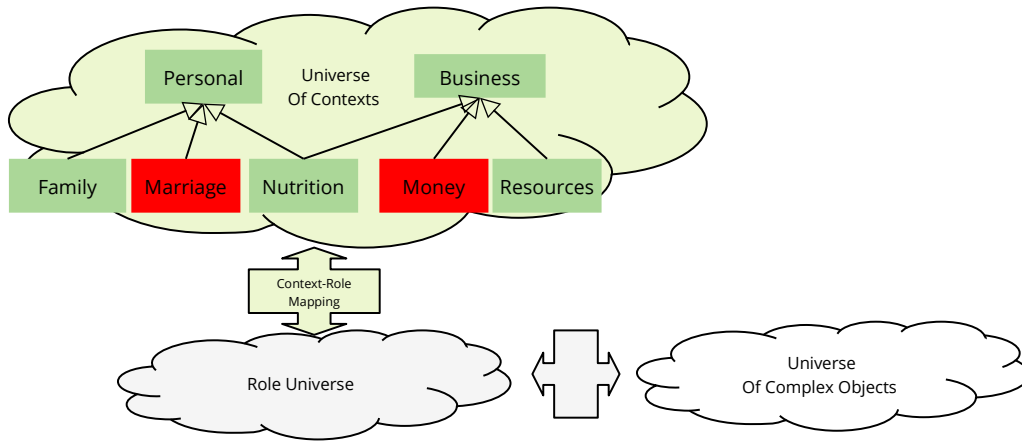 Personal
Universe
Of Contexts
Business
Family
Marriage
Nutrition
Money
Resources
Context-Role
Mapping
Role Universe
Universe
Of Complex Objects